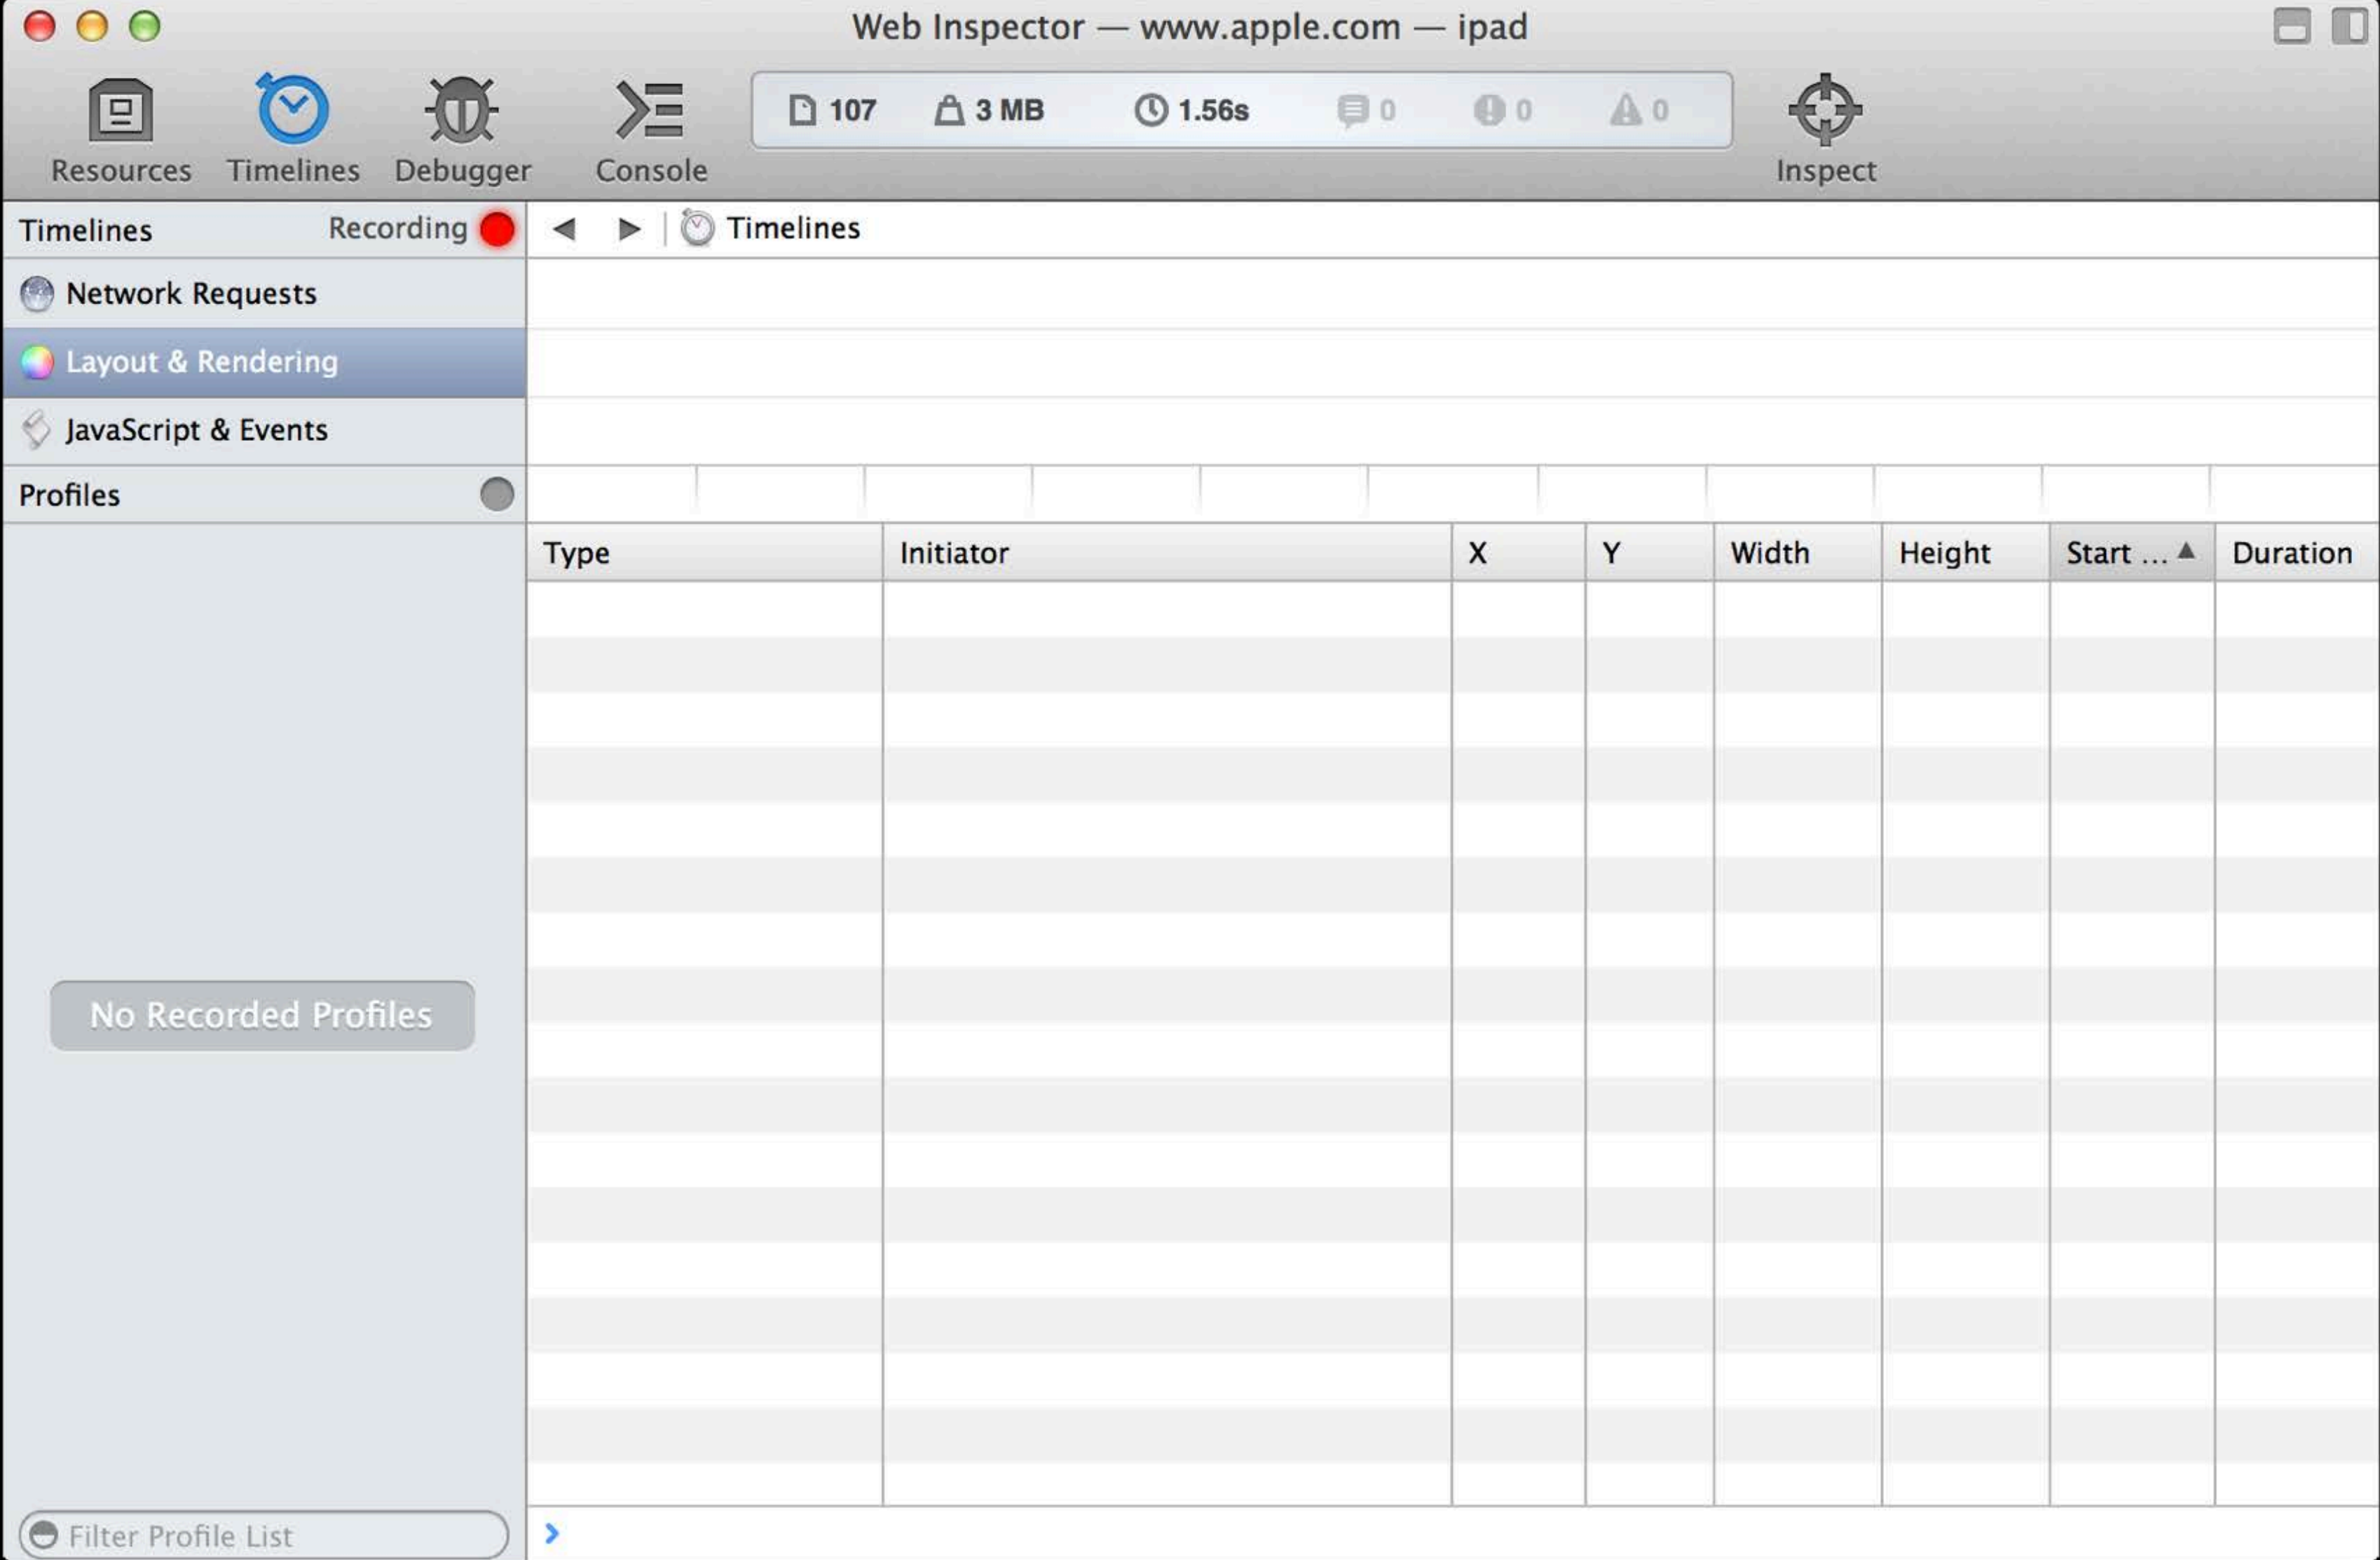 Web Inspector — www.apple.com — ipad
Resources Timelines Debugger Console 107 3 MB 1.56s 0 0 0 Inspect
Timelines Recording Timelines
Network Requests
Layout & Rendering
JavaScript & Events
Profiles
Type Initiator X Y Width Height Start ... Duration
No Recorded Profiles
Filter Profile List